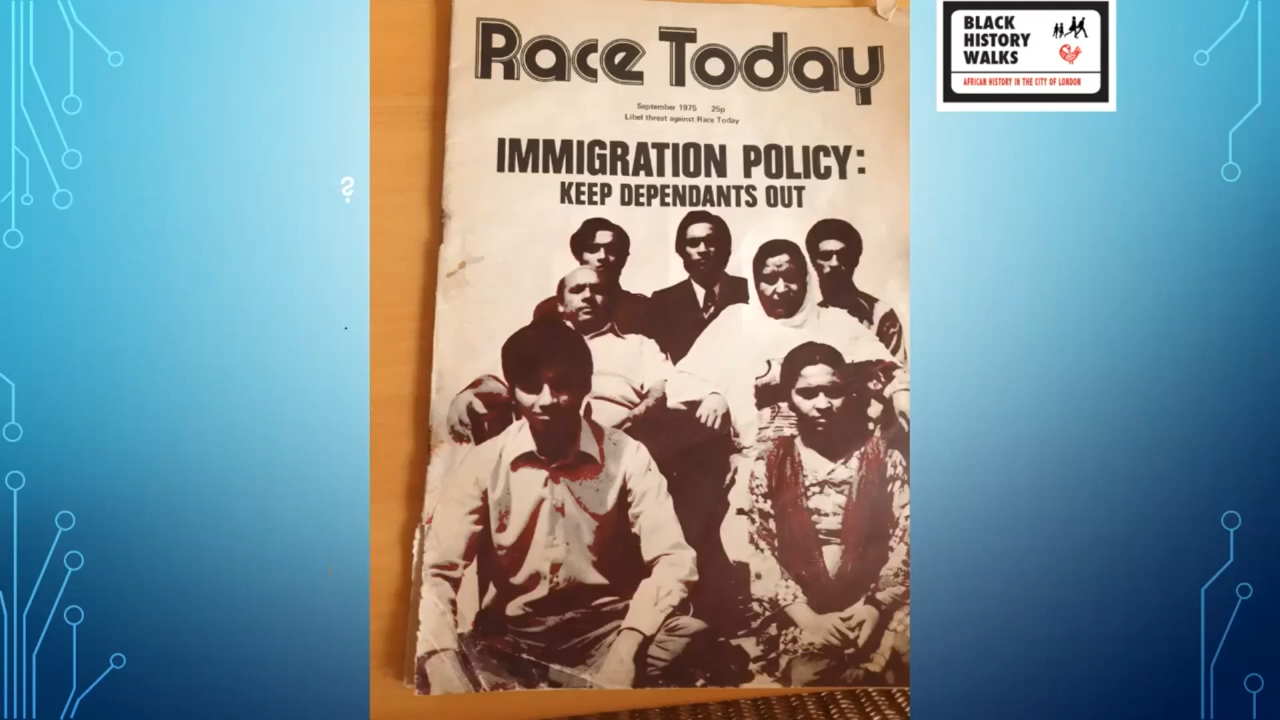 Race Today
September 1975 25p
Libel threat against Race Today
IMMIGRATION POLICY:
KEEP DEPENDANTS OUT
BLACK
HISTORY
WALKS
AFRICAN HISTORY IN THE CITY OF LONDON
?